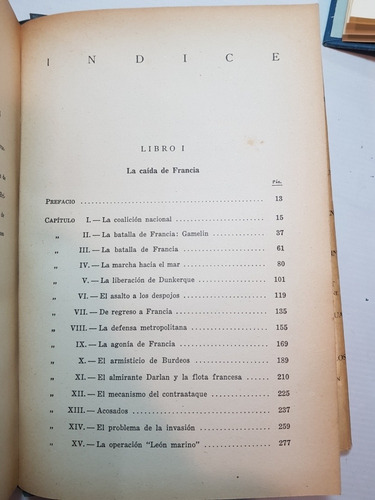 INDICE
LIBRO I
La caída de Francia
Pág.
PREFACIO 13
CAPÍTULO I.—La coalición nacional 15
„ II.—La batalla de Francia: Gamelin 37
„ III.—La batalla de Francia 61
„ IV.—La marcha hacia el mar 80
„ V.—La liberación de Dunkerque 101
„ VI.—El asalto a los despojos 119
„ VII.—De regreso a Francia 135
„ VIII.—La defensa metropolitana 155
„ IX.—La agonía de Francia 169
„ X.—El armisticio de Burdeos 189
„ XI.—El almirante Darlan y la flota francesa 210
„ XII.—El mecanismo del contraataque 225
„ XIII.—Acosados 237
„ XIV.—El problema de la invasión 259
„ XV.—La operación "León marino" 277